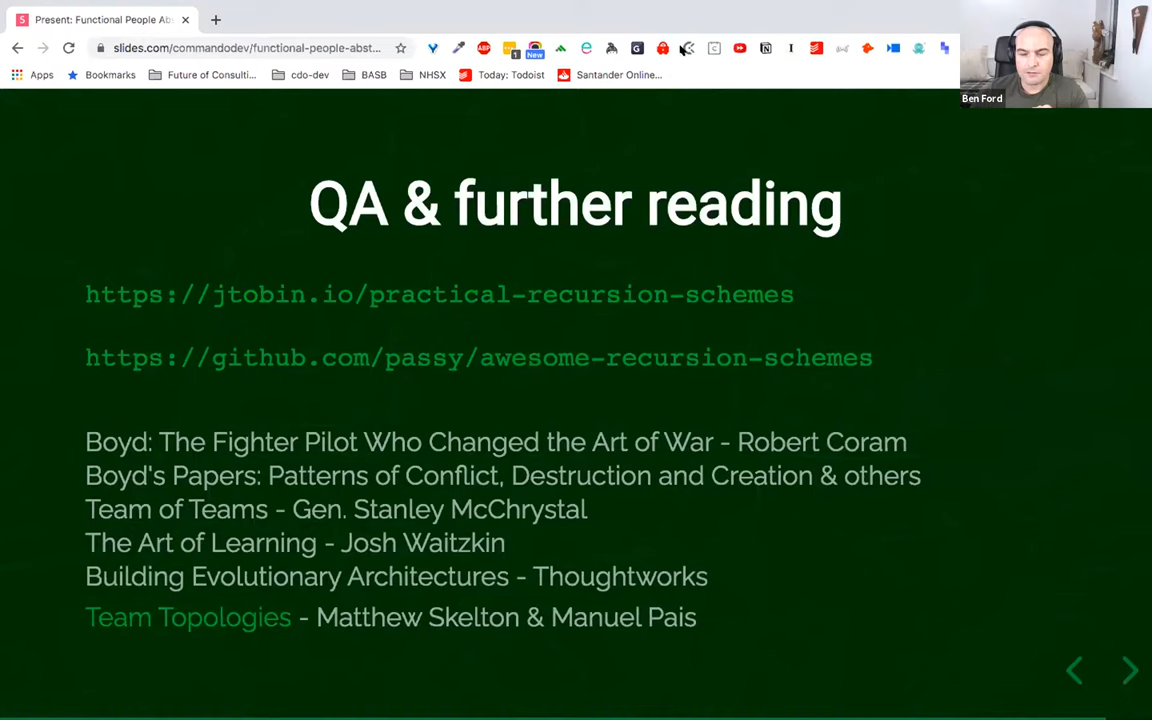 Present: Functional People Abs
slides.com/commandodev/functional-people-abst...
1
New
Apps
Bookmarks
Future of Consulti...
cdo-dev
BASB
NHSX
Today: Todoist
Santander Online...
Ben Ford
QA & further reading
https://jtobin.io/practical-recursion-schemes
https://github.com/passy/awesome-recursion-schemes
Boyd: The Fighter Pilot Who Changed the Art of War - Robert Coram
Boyd's Papers: Patterns of Conflict, Destruction and Creation & others
Team of Teams - Gen. Stanley McChrystal
The Art of Learning - Josh Waitzkin
Building Evolutionary Architectures - Thoughtworks
Team Topologies - Matthew Skelton & Manuel Pais